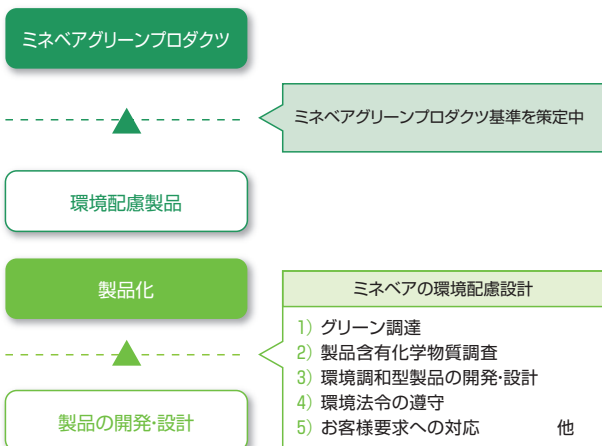 ミネベアグリーンプロダクツ
ミネベアグリーンプロダクツ基準を策定中
環境配慮製品
製品化
ミネベアの環境配慮設計
1) グリーン調達
2) 製品含有化学物質調査
3) 環境調和型製品の開発・設計
4) 環境法令の遵守
5) お客様要求への対応 他
製品の開発・設計